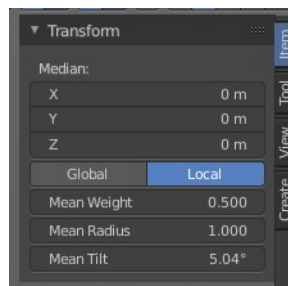 Transform
Median:
X 0 m
Y 0 m
Z 0 m
Global Local
Mean Weight 0.500
Mean Radius 1.000
Mean Tilt 5.04°
Item
Tool
View
Create